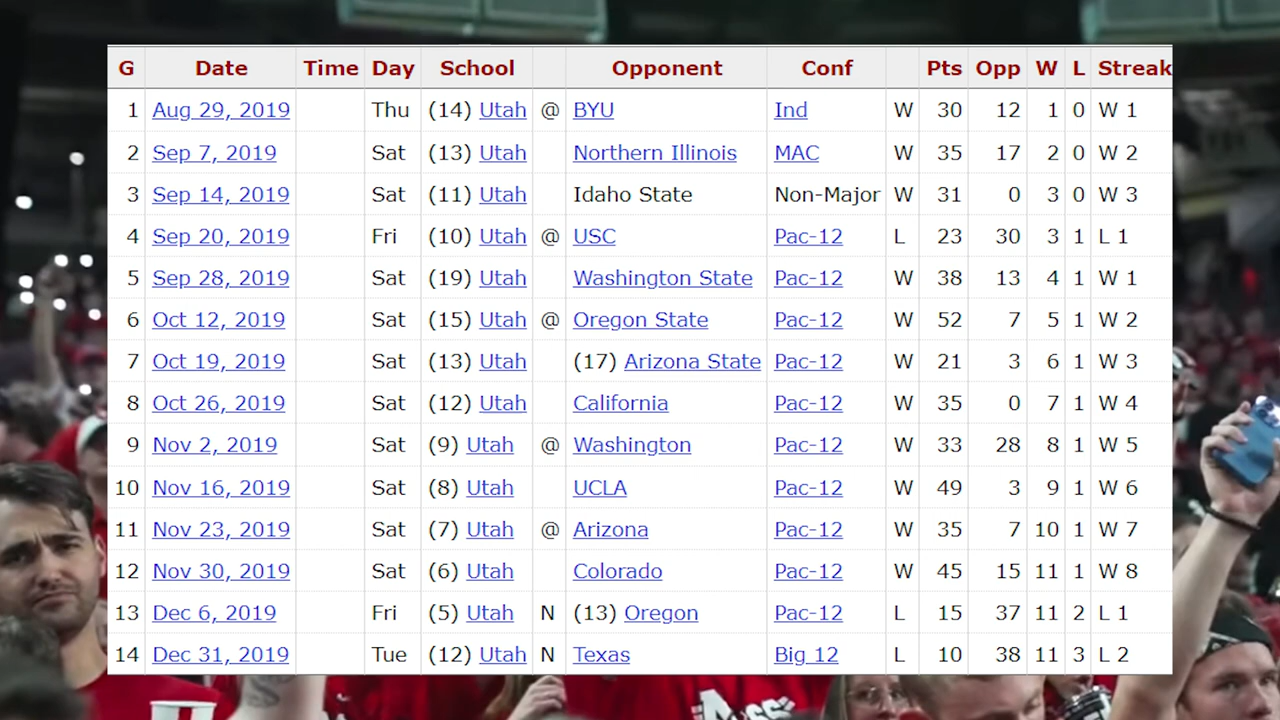 G Date Time Day School Opponent Conf Pts Opp W L Streak
1 Aug 29, 2019 Thu (14) Utah @ BYU Ind W 30 12 1 0 W 1
2 Sep 7, 2019 Sat (13) Utah Northern Illinois MAC W 35 17 2 0 W 2
3 Sep 14, 2019 Sat (11) Utah Idaho State Non-Major W 31 0 3 0 W 3
4 Sep 20, 2019 Fri (10) Utah @ USC Pac-12 L 23 30 3 1 L 1
5 Sep 28, 2019 Sat (19) Utah Washington State Pac-12 W 38 13 4 1 W 1
6 Oct 12, 2019 Sat (15) Utah @ Oregon State Pac-12 W 52 7 5 1 W 2
7 Oct 19, 2019 Sat (13) Utah (17) Arizona State Pac-12 W 21 3 6 1 W 3
8 Oct 26, 2019 Sat (12) Utah California Pac-12 W 35 0 7 1 W 4
9 Nov 2, 2019 Sat (9) Utah @ Washington Pac-12 W 33 28 8 1 W 5
10 Nov 16, 2019 Sat (8) Utah UCLA Pac-12 W 49 3 9 1 W 6
11 Nov 23, 2019 Sat (7) Utah @ Arizona Pac-12 W 35 7 10 1 W 7
12 Nov 30, 2019 Sat (6) Utah Colorado Pac-12 W 45 15 11 1 W 8
13 Dec 6, 2019 Fri (5) Utah N (13) Oregon Pac-12 L 15 37 11 2 L 1
14 Dec 31, 2019 Tue (12) Utah N Texas Big 12 L 10 38 11 3 L 2